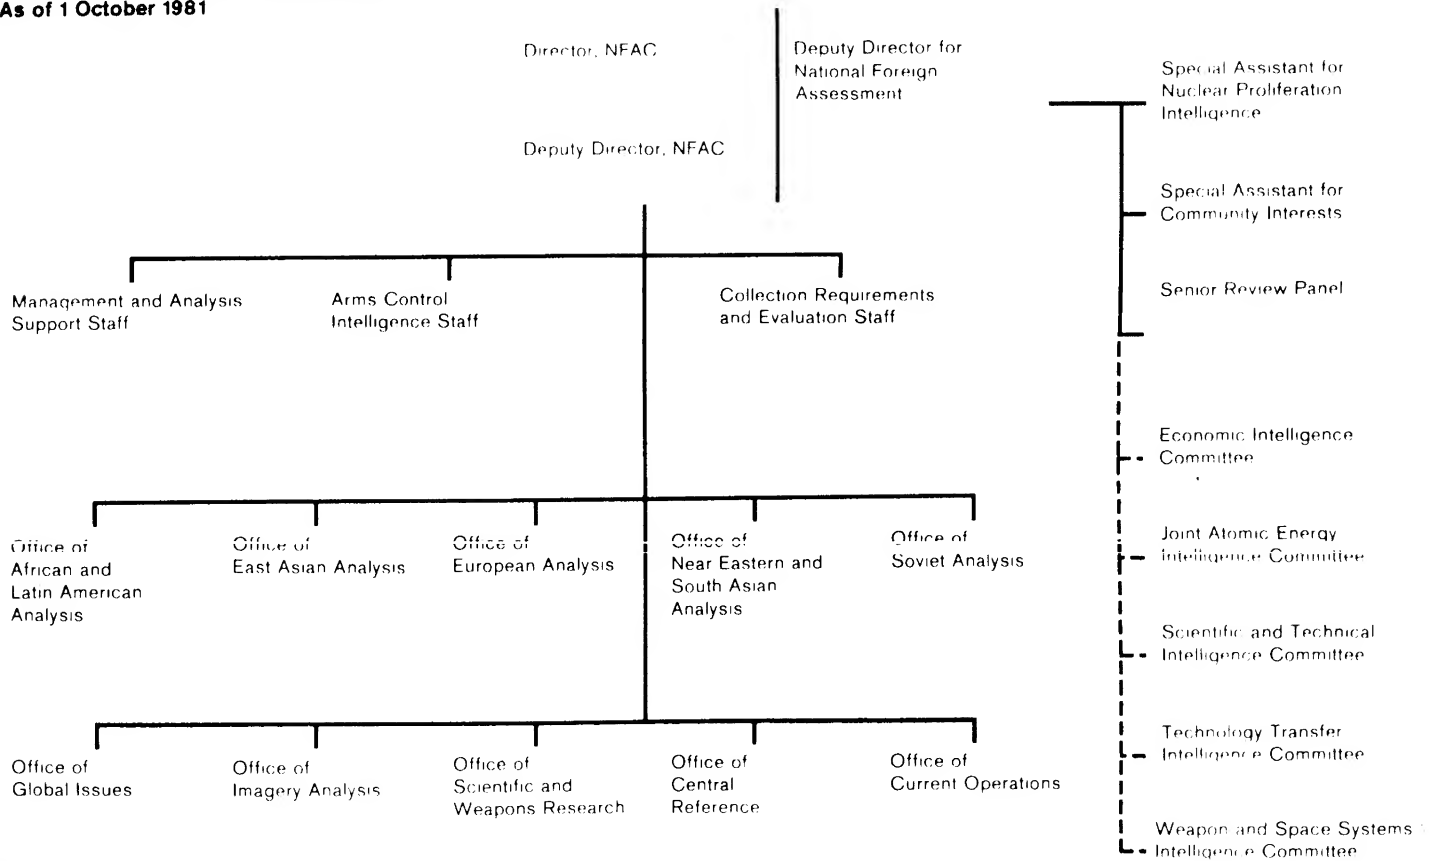 As of 1 October 1981
Director, NFAC
Deputy Director, NFAC
Deputy Director for
National Foreign
Assessment
Special Assistant for
Nuclear Proliferation
Intelligence
Special Assistant for
Community Interests
Senior Review Panel
Management and Analysis
Support Staff
Arms Control
Intelligence Staff
Collection Requirements
and Evaluation Staff
Economic Intelligence
Committee
Joint Atomic Energy
Intelligence Committee
Scientific and Technical
Intelligence Committee
Technology Transfer
Intelligence Committee
Weapon and Space Systems
Intelligence Committee
Office of
African and
Latin American
Analysis
Office of
East Asian Analysis
Office of
European Analysis
Office of
Near Eastern and
South Asian
Analysis
Office of
Soviet Analysis
Office of
Global Issues
Office of
Imagery Analysis
Office of
Scientific and
Weapons Research
Office of
Central
Reference
Office of
Current Operations